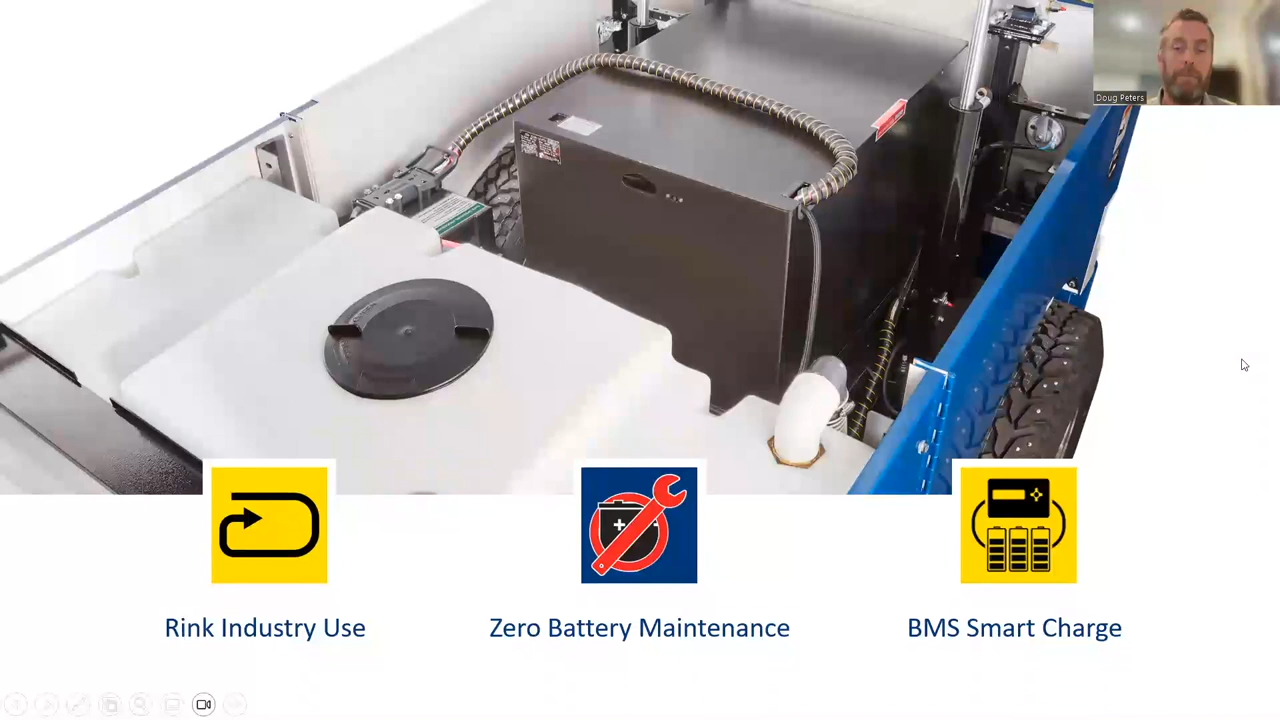 Doug Peters
Rink Industry Use
Zero Battery Maintenance
BMS Smart Charge